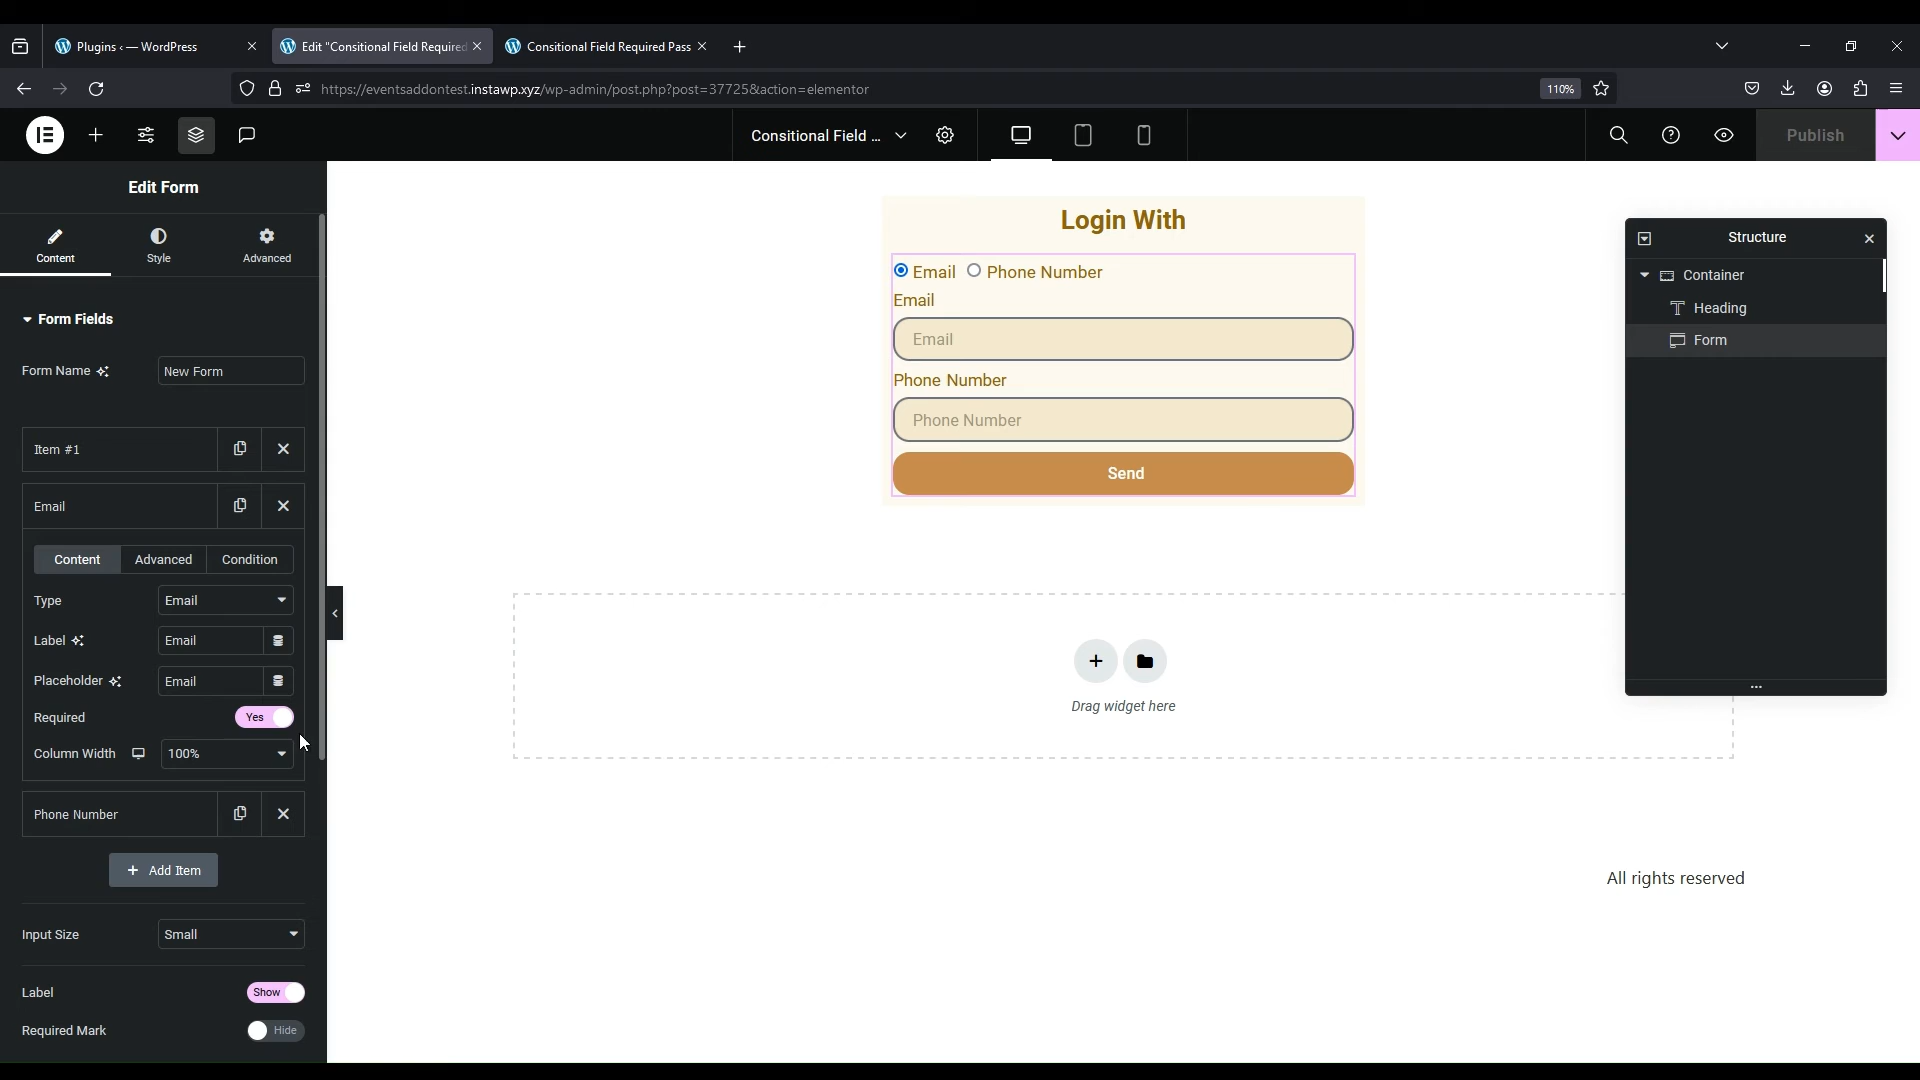 Plugins ‹ — WordPress
Edit "Consitional Field Required
Consitional Field Required Pass
https://eventsaddontest.instawp.xyz/wp-admin/post.php?post=37725&action=elementor
110%
Consitional Field ...
Publish
Edit Form
Content
Style
Advanced
Form Fields
Form Name
New Form
Item #1
Email
Content
Advanced
Condition
Type
Email
Label
Email
Placeholder
Email
Required
Yes
Column Width
100%
Phone Number
+ Add Item
Input Size
Small
Label
Show
Required Mark
Hide
Login With
Email
Phone Number
Email
Email
Phone Number
Phone Number
Send
Drag widget here
All rights reserved
Structure
Container
Heading
Form